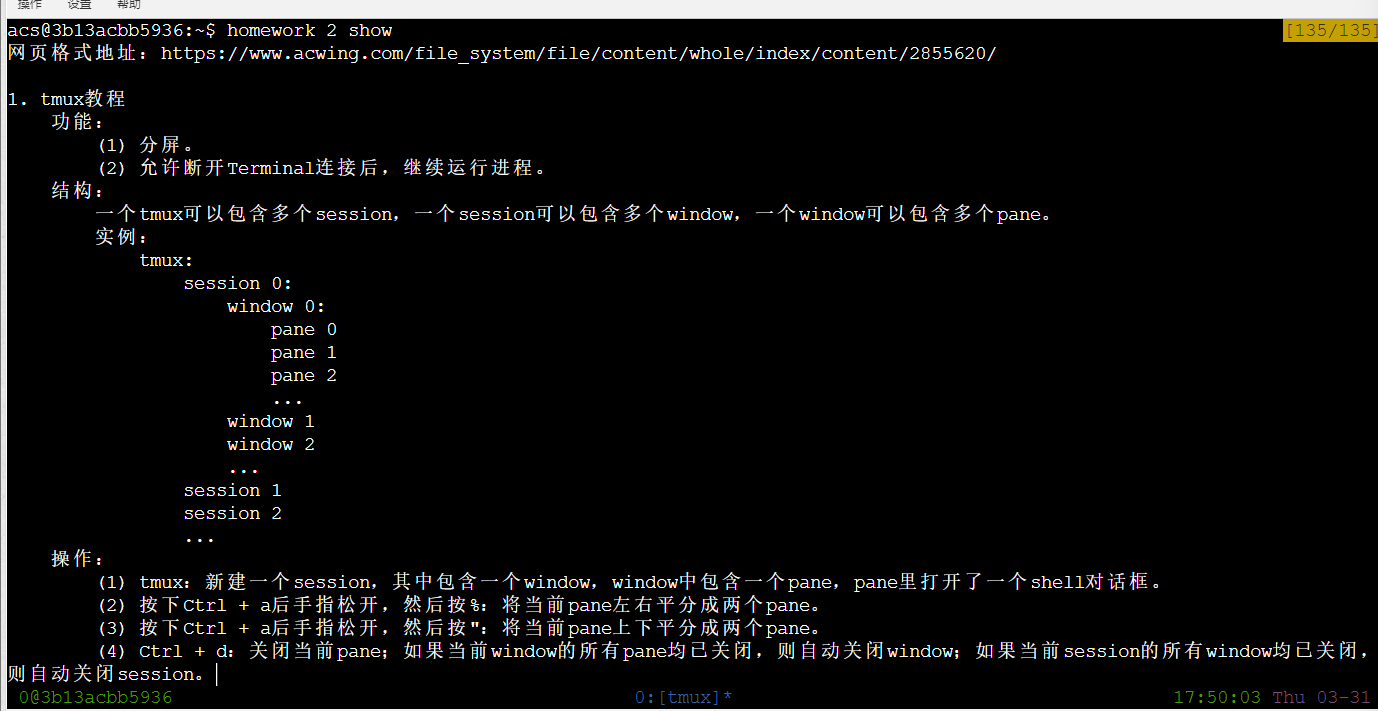 操作 设置 帮助
acs@3b13acbb5936:~$ homework 2 show [135/135]
网页格式地址：https://www.acwing.com/file_system/file/content/whole/index/content/2855620/
1. tmux教程
功能：
(1) 分屏。
(2) 允许断开Terminal连接后，继续运行进程。
结构：
一个tmux可以包含多个session，一个session可以包含多个window，一个window可以包含多个pane。
实例：
tmux:
session 0:
window 0:
pane 0
pane 1
pane 2
...
window 1
window 2
...
session 1
session 2
...
操作：
(1) tmux：新建一个session，其中包含一个window，window中包含一个pane，pane里打开了一个shell对话框。
(2) 按下Ctrl + a后手指松开，然后按%：将当前pane左右平分成两个pane。
(3) 按下Ctrl + a后手指松开，然后按"：将当前pane上下平分成两个pane。
(4) Ctrl + d：关闭当前pane；如果当前window的所有pane均已关闭，则自动关闭window；如果当前session的所有window均已关闭，
则自动关闭session。
0@3b13acbb5936 0:[tmux]* 17:50:03 Thu 03-31